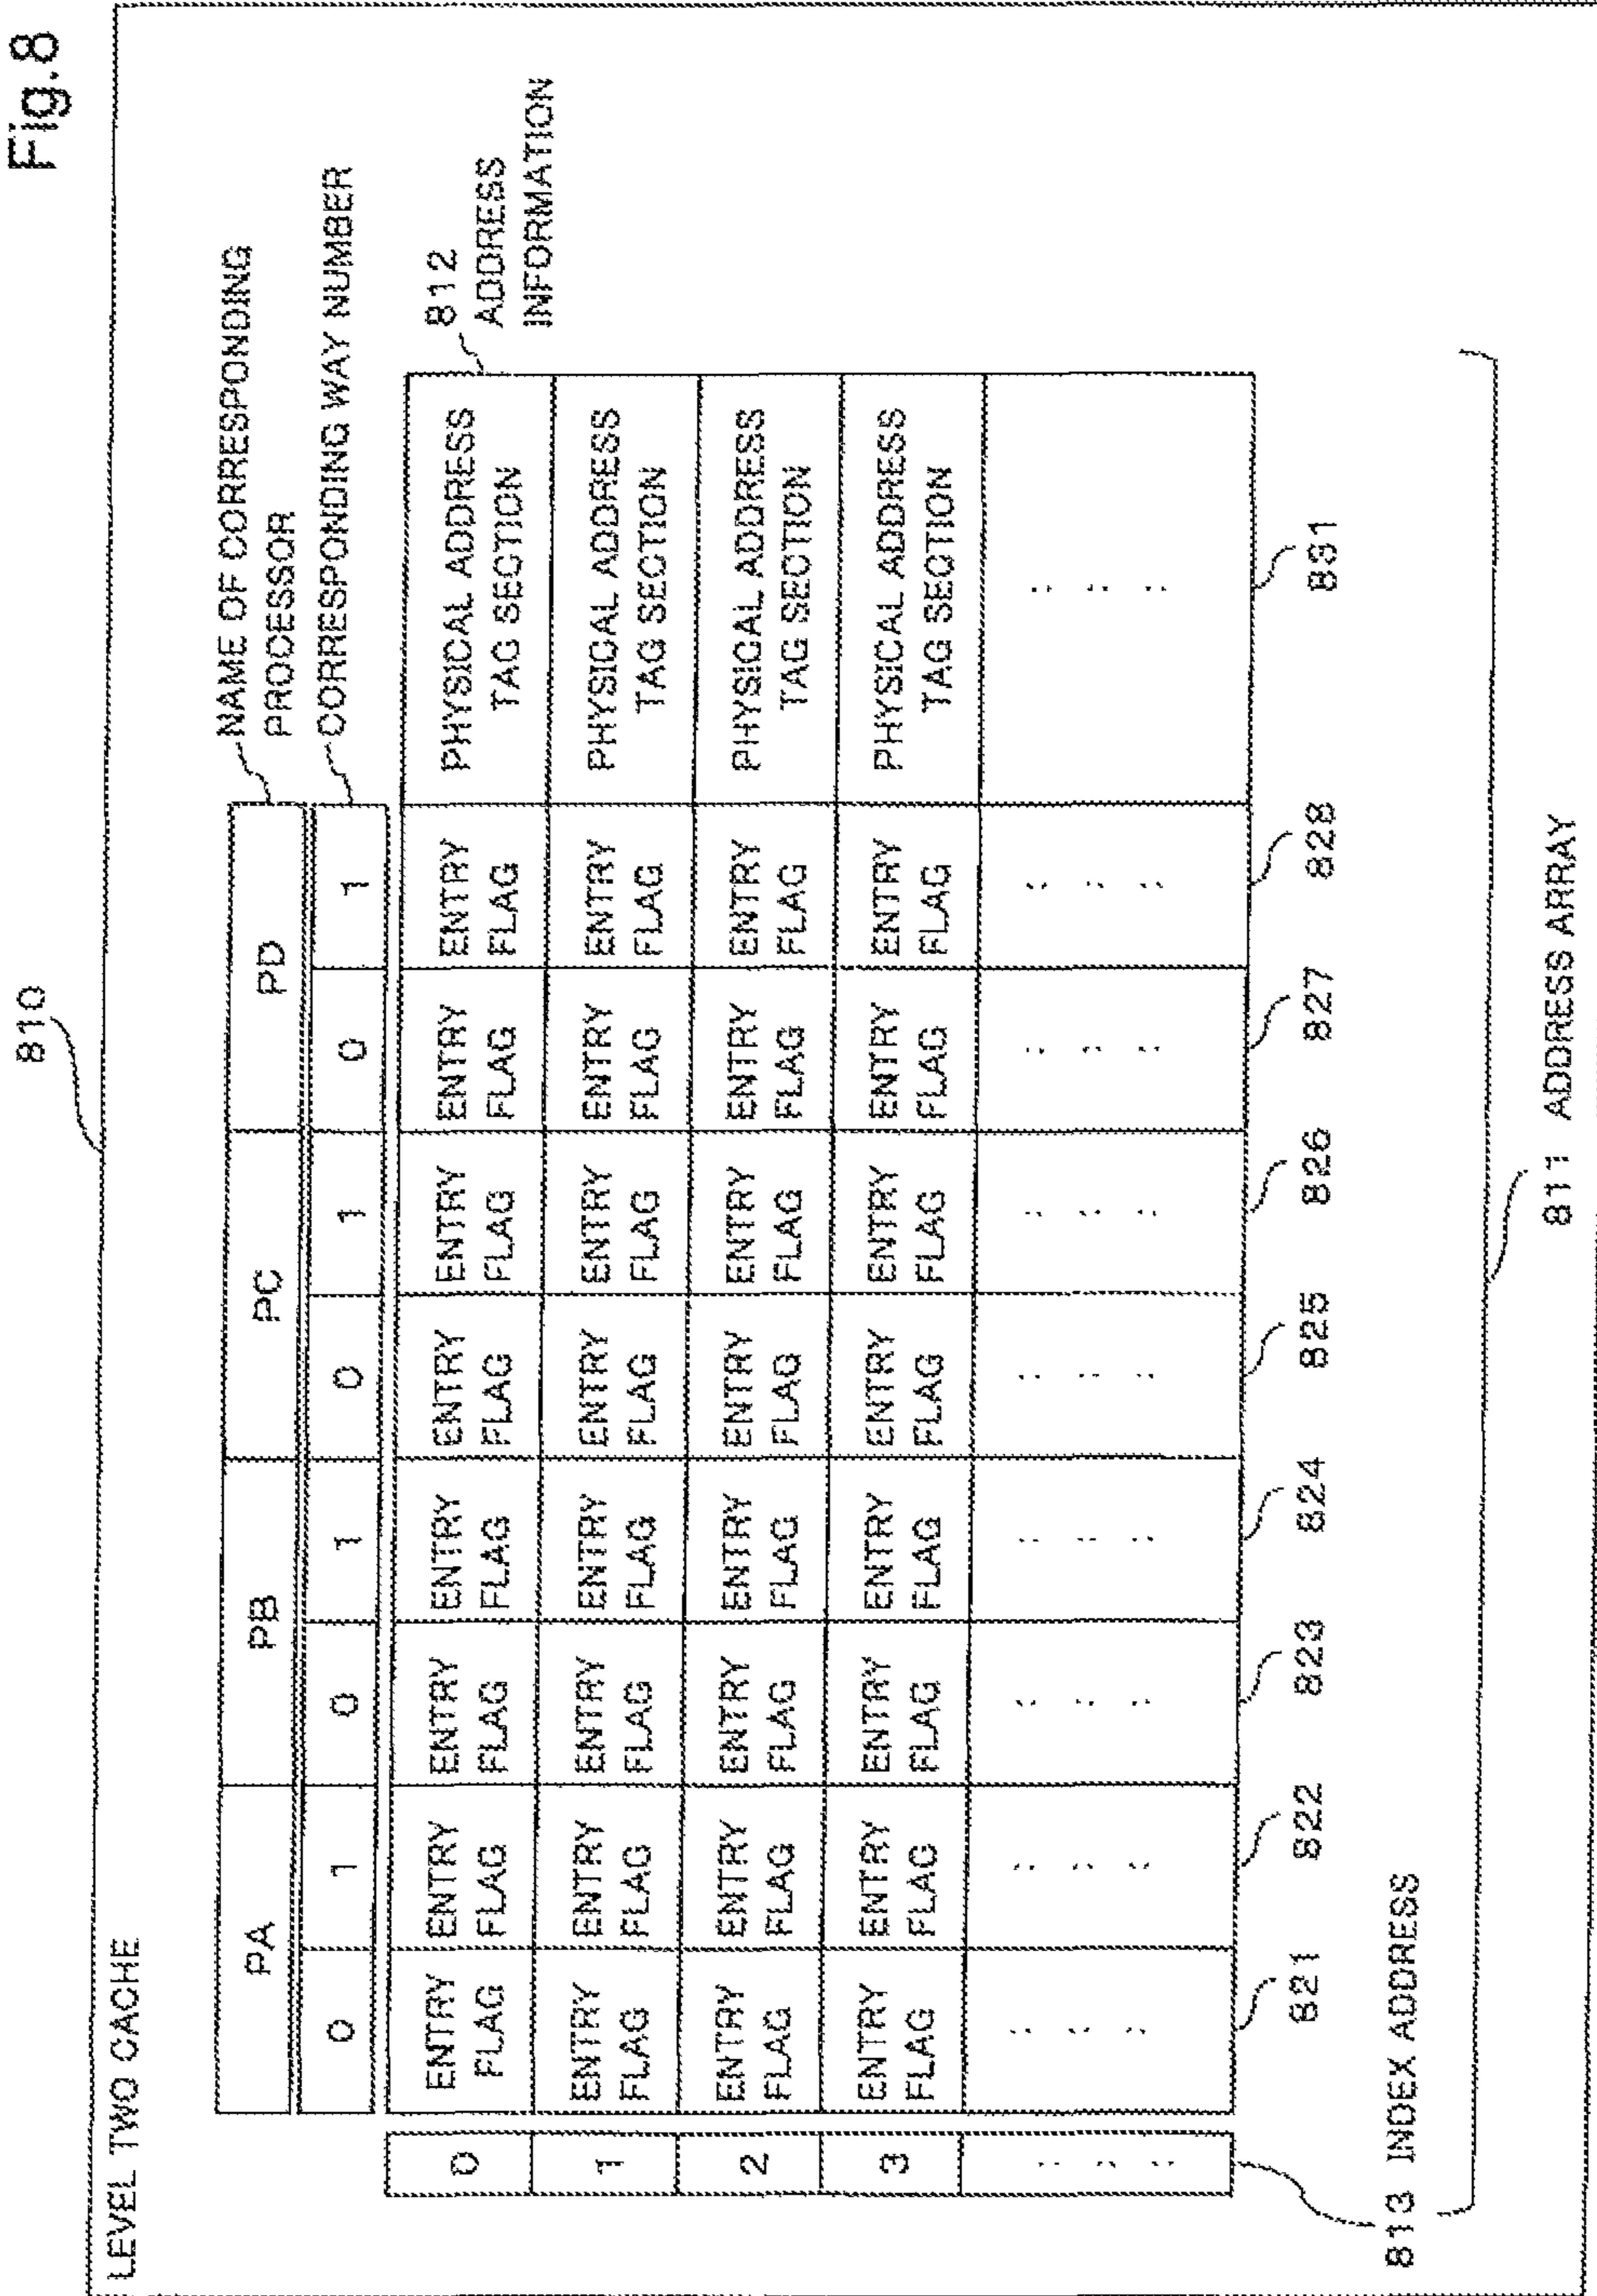 Fig.8
810
LEVEL TWO CACHE
NAME OF CORRESPONDING
PROCESSOR
CORRESPONDING WAY NUMBER
PA PB PC PD
0 1 0 1 0 1 0 1
812
ADDRESS
INFORMATION
0 ENTRY ENTRY ENTRY ENTRY ENTRY ENTRY ENTRY ENTRY PHYSICAL ADDRESS
FLAG FLAG FLAG FLAG FLAG FLAG FLAG FLAG TAG SECTION
1 ENTRY ENTRY ENTRY ENTRY ENTRY ENTRY ENTRY ENTRY PHYSICAL ADDRESS
FLAG FLAG FLAG FLAG FLAG FLAG FLAG FLAG TAG SECTION
2 ENTRY ENTRY ENTRY ENTRY ENTRY ENTRY ENTRY ENTRY PHYSICAL ADDRESS
FLAG FLAG FLAG FLAG FLAG FLAG FLAG FLAG TAG SECTION
3 ENTRY ENTRY ENTRY ENTRY ENTRY ENTRY ENTRY ENTRY PHYSICAL ADDRESS
FLAG FLAG FLAG FLAG FLAG FLAG FLAG FLAG TAG SECTION
821 822 823 824 825 826 827 828 831
813 INDEX ADDRESS
811 ADDRESS ARRAY